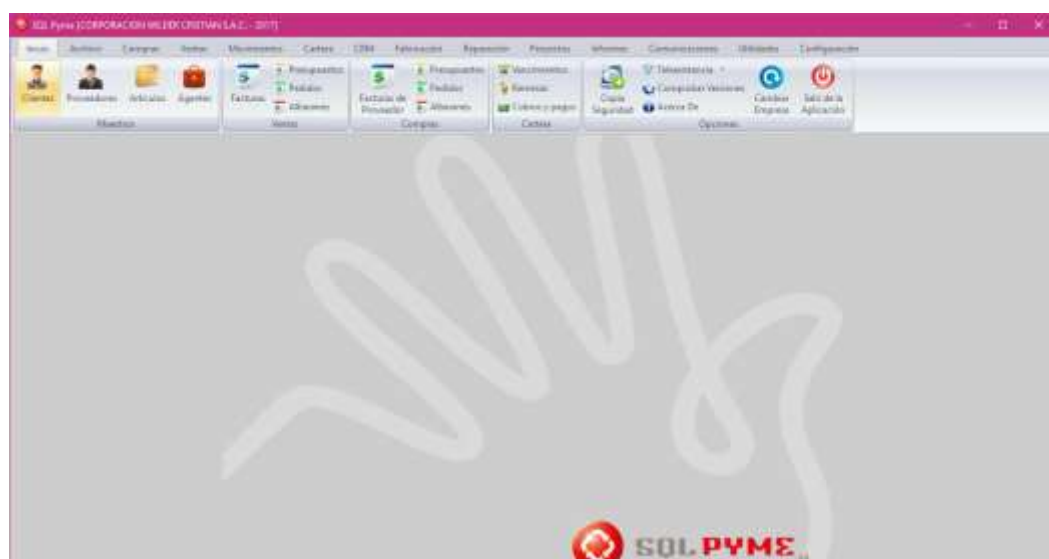 SQL Pyme [CORPORACION WILDER CRISTIAN S.A.C. - 2017]
Inicio Archivo Compras Ventas Movimientos Cartera CRM Fabricación Reparación Proyectos Informes Comunicaciones Utilidades Configuración
Clientes Proveedores Artículos Agentes
Maestros
Facturas
Presupuestos
Pedidos
Albaranes
Ventas
Facturas de Proveedor
Presupuestos
Pedidos
Albaranes
Compras
Vencimientos
Remesas
Cobros y pagos
Cartera
Copia Seguridad
Teleasistencia
Comprobar Versiones
Acerca De
Cambiar Empresa
Salir de la Aplicación
Opciones
SQL PYME